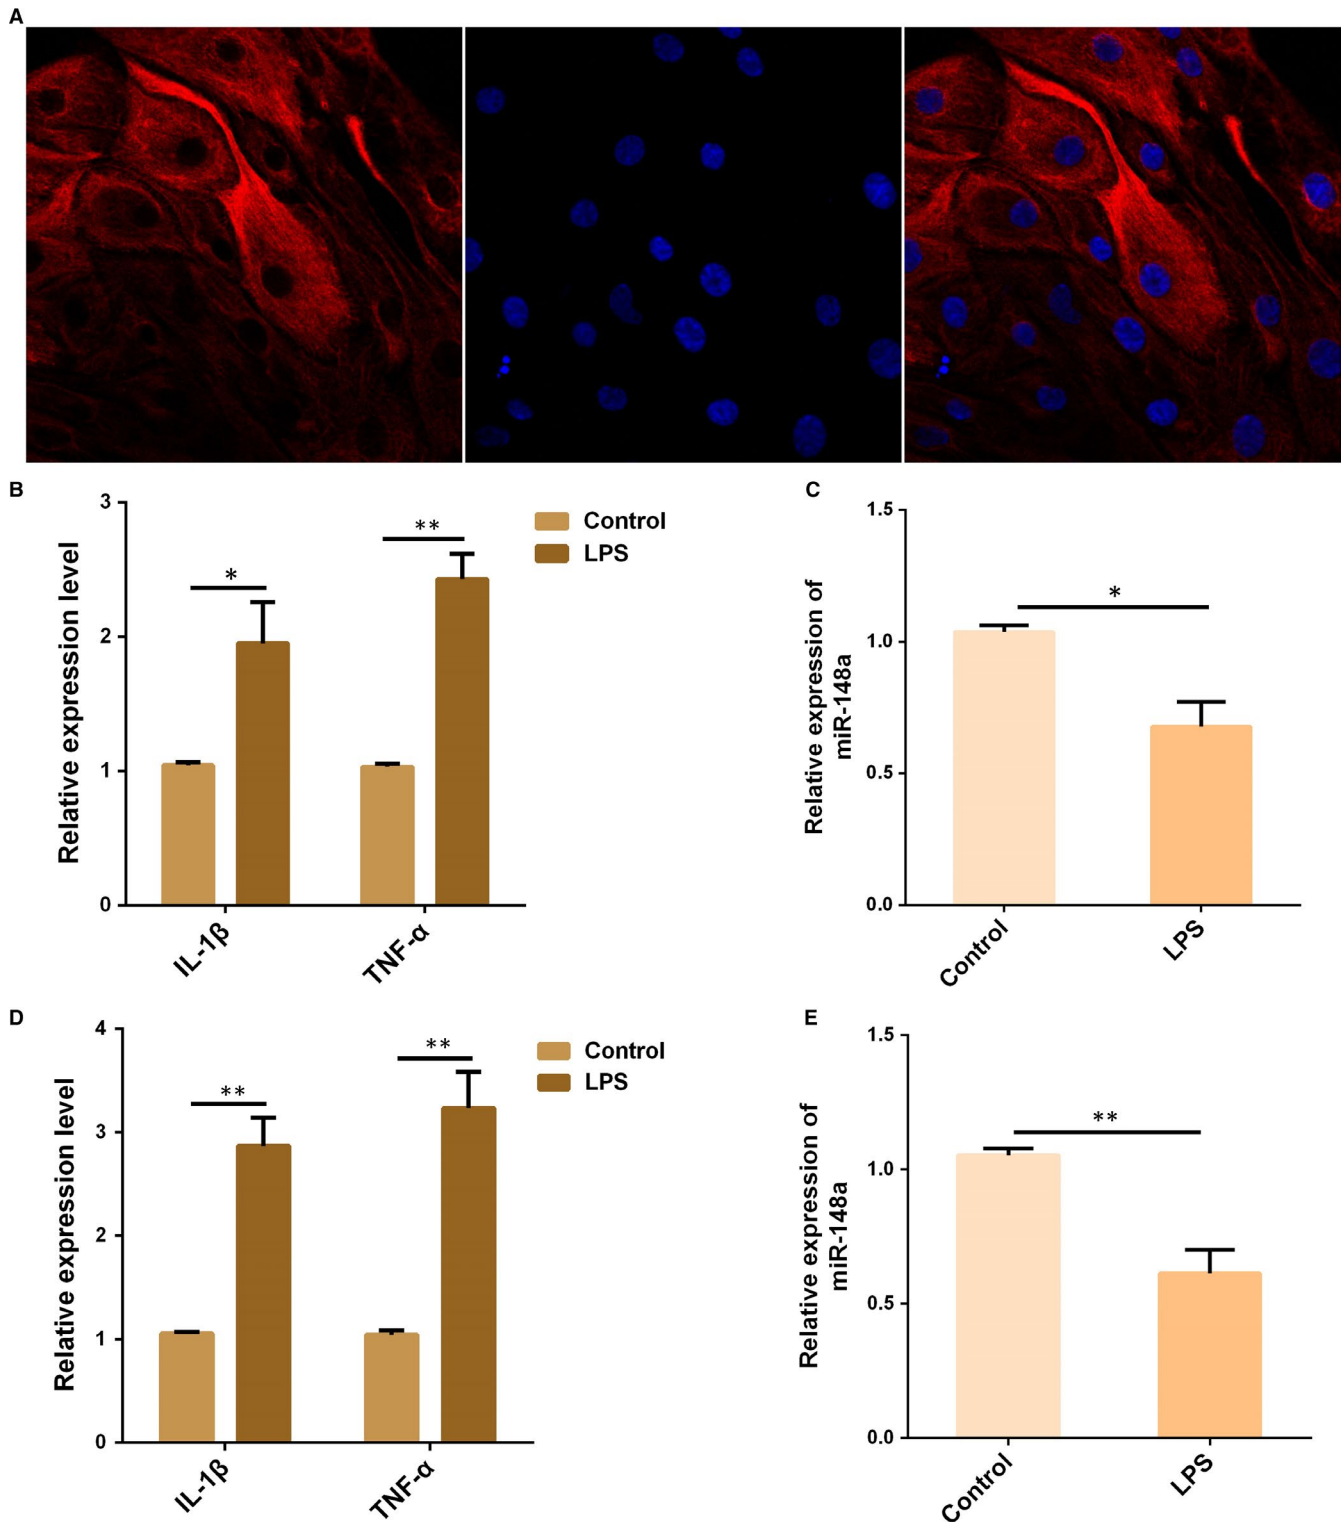 A
B
Relative expression level
3
2
1
0
*
**
Control
LPS
IL-1β
TNF-α
C
Relative expression of
miR-148a
1.5
1.0
0.5
0.0
*
Control
LPS
D
Relative expression level
4
3
2
1
0
**
**
Control
LPS
IL-1β
TNF-α
E
Relative expression of
miR-148a
1.5
1.0
0.5
0.0
**
Control
LPS